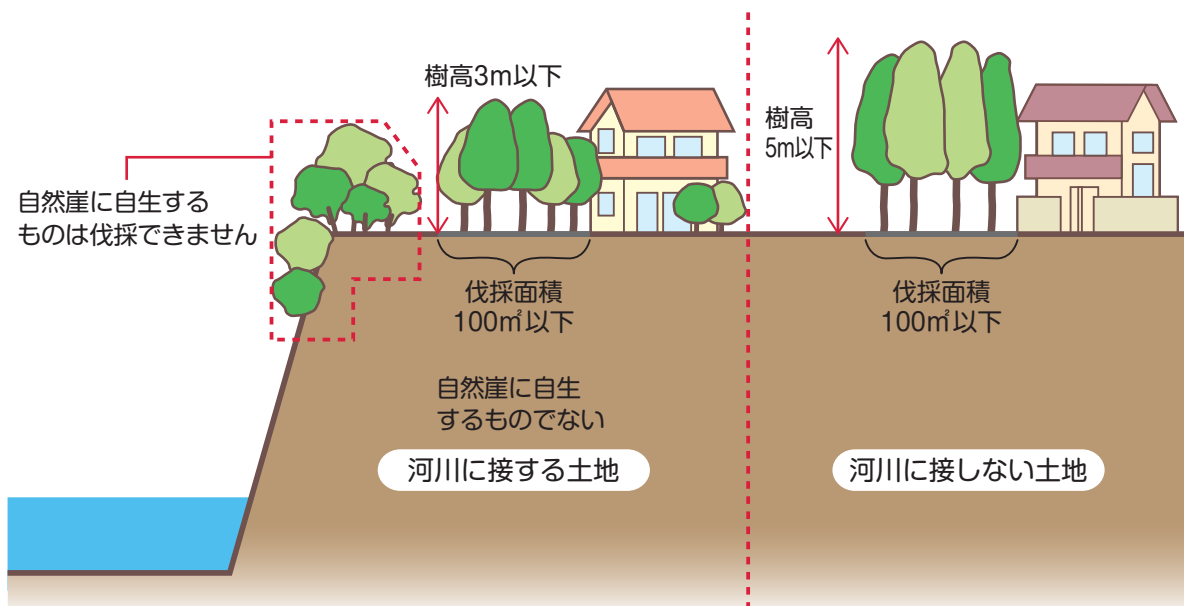 樹高3m以下
樹高
5m以下
自然崖に自生する
ものは伐採できません
伐採面積
100㎡以下
伐採面積
100㎡以下
自然崖に自生
するものでない
河川に接する土地
河川に接しない土地